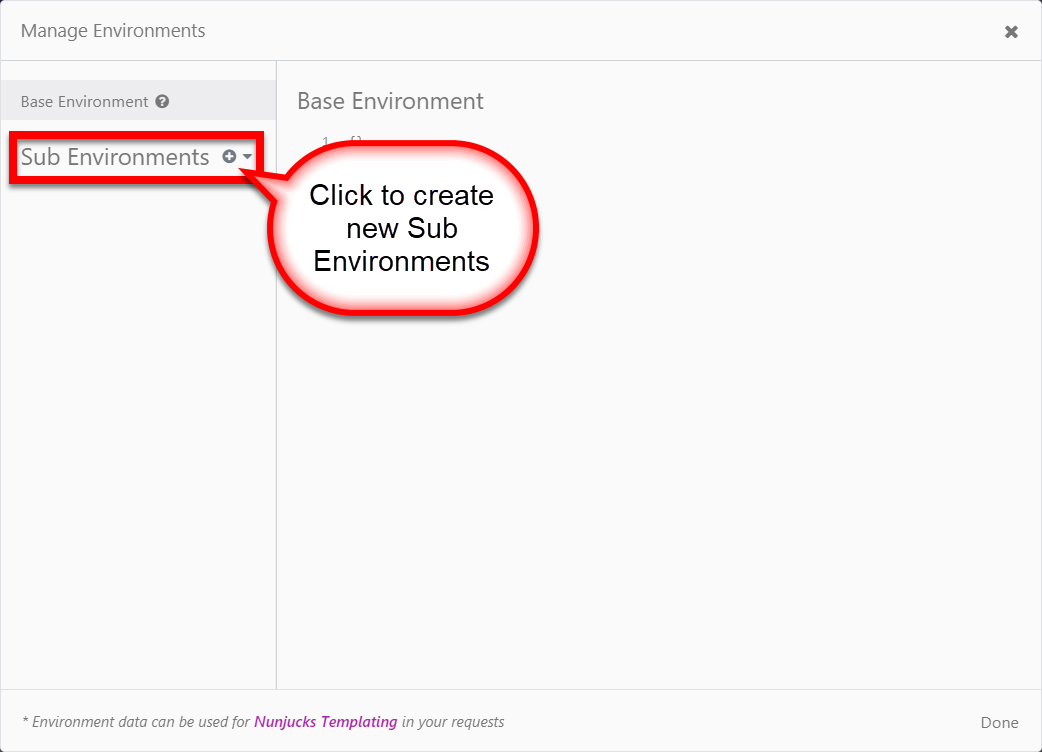 Manage Environments
Base Environment
Base Environment
1 {}
Sub Environments
Click to create
new Sub
Environments
* Environment data can be used for Nunjucks Templating in your requests
Done